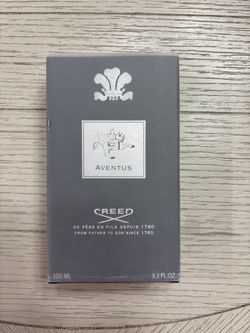 AVENTUS
CREED
DE PÈRE EN FILS DEPUIS 1760
FROM FATHER TO SON SINCE 1760
100 ML 3.3 FL.OZ.